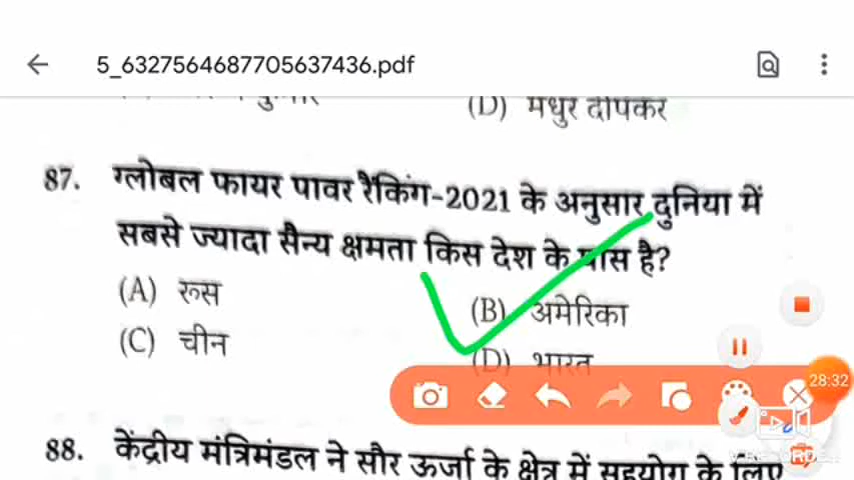 5_6327564687705637436.pdf
(D) मधुर दीपकर
87. ग्लोबल फायर पावर रैकिंग-2021 के अनुसार दुनिया में
सबसे ज्यादा सैन्य क्षमता किस देश के पास है?
(A) रूस
(B) अमेरिका
(C) चीन
(D) भारत
28:32
88. केंद्रीय मंत्रिमंडल ने सौर ऊर्जा के क्षेत्र में सहयोग के लिए